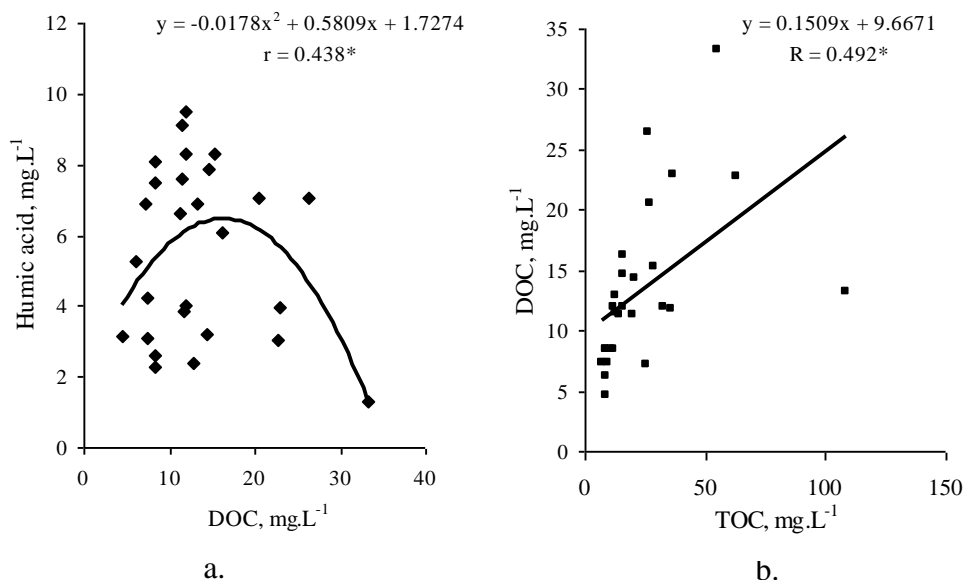 y = -0.0178x² + 0.5809x + 1.7274
r = 0.438*
12
10
8
6
4
2
0
Humic acid, mg.L⁻¹
0 10 20 30 40
DOC, mg.L⁻¹
a.
y = 0.1509x + 9.6671
R = 0.492*
35
30
25
20
15
10
5
0
DOC, mg.L⁻¹
0 50 100 150
TOC, mg.L⁻¹
b.